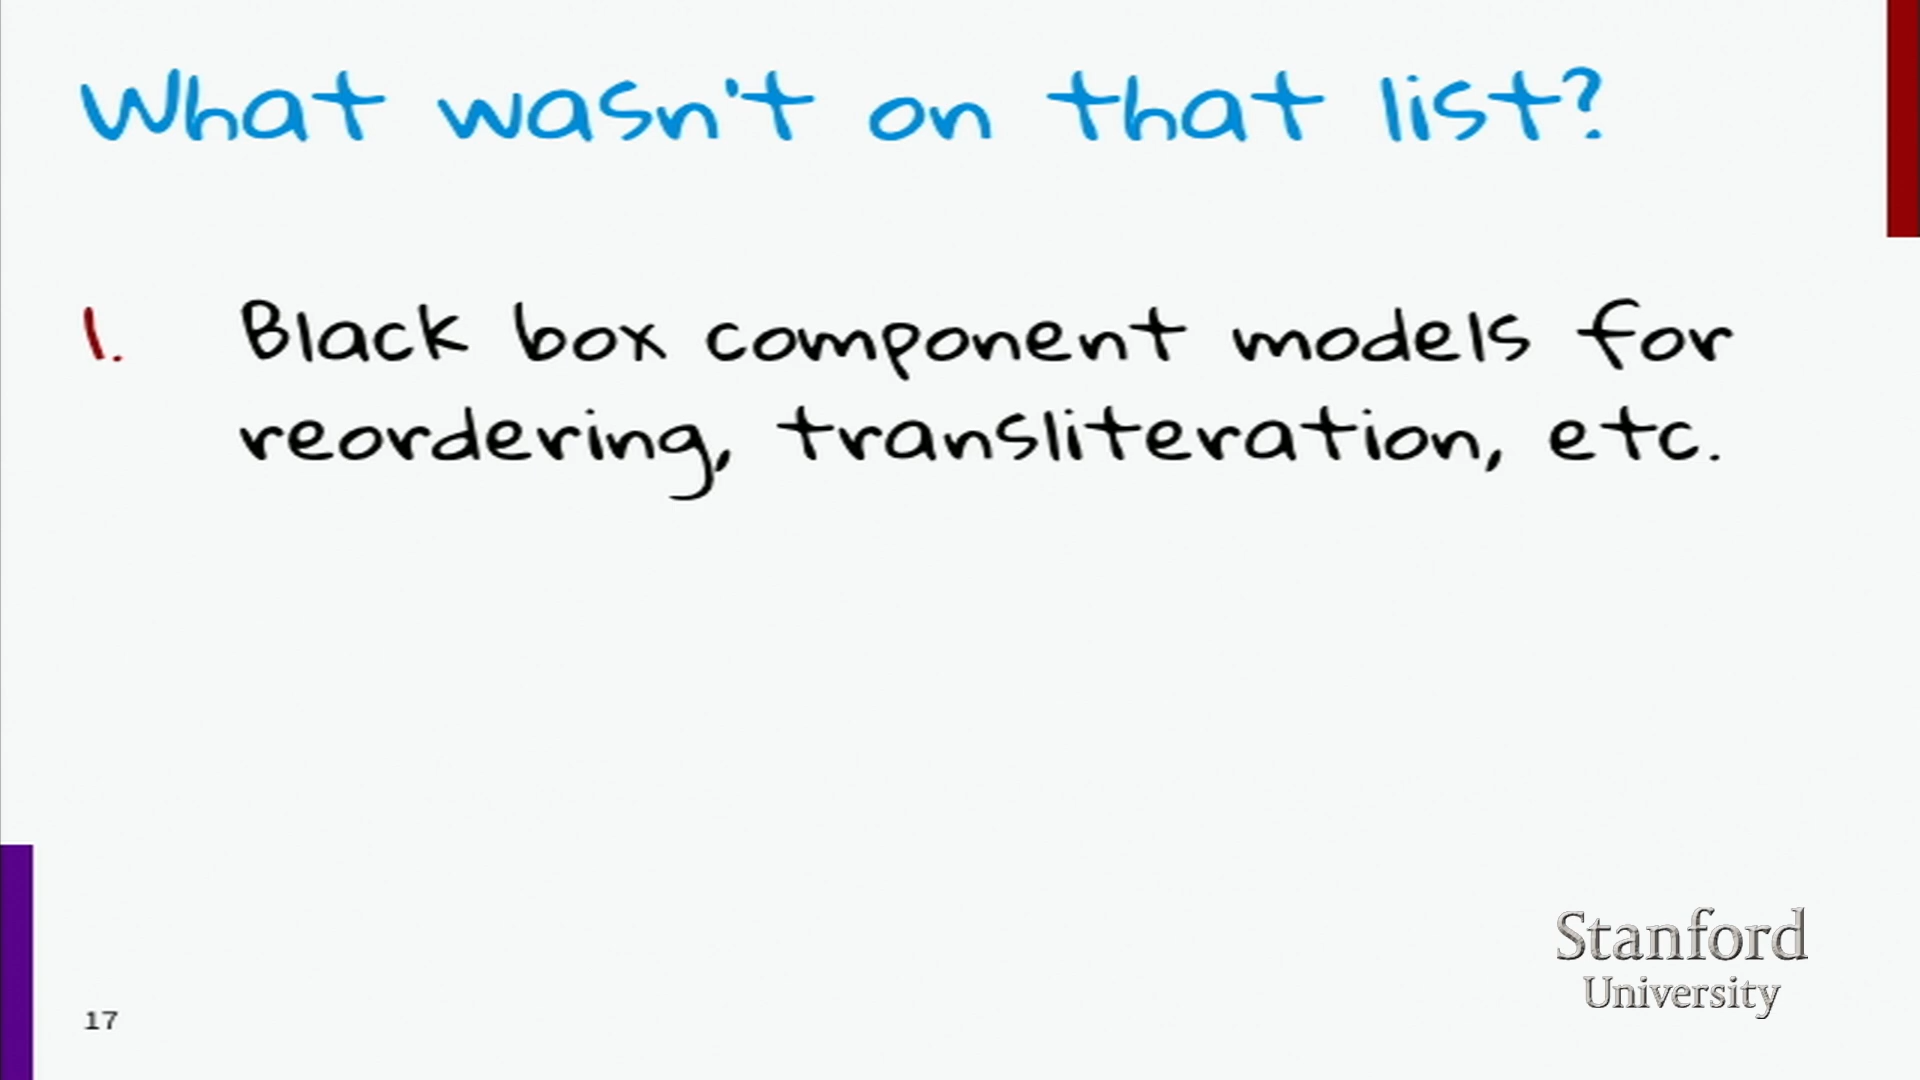 What wasn't on that list?
1. Black box component models for
reordering, transliteration, etc.
Stanford
University
17